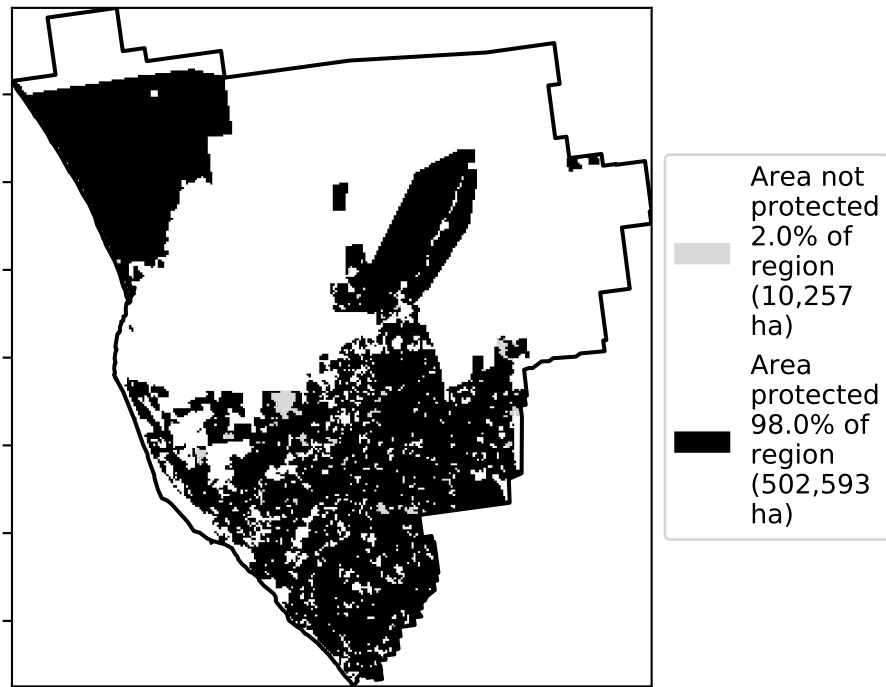 Area not
protected
2.0% of
region
(10,257
ha)
Area
protected
98.0% of
region
(502,593
ha)